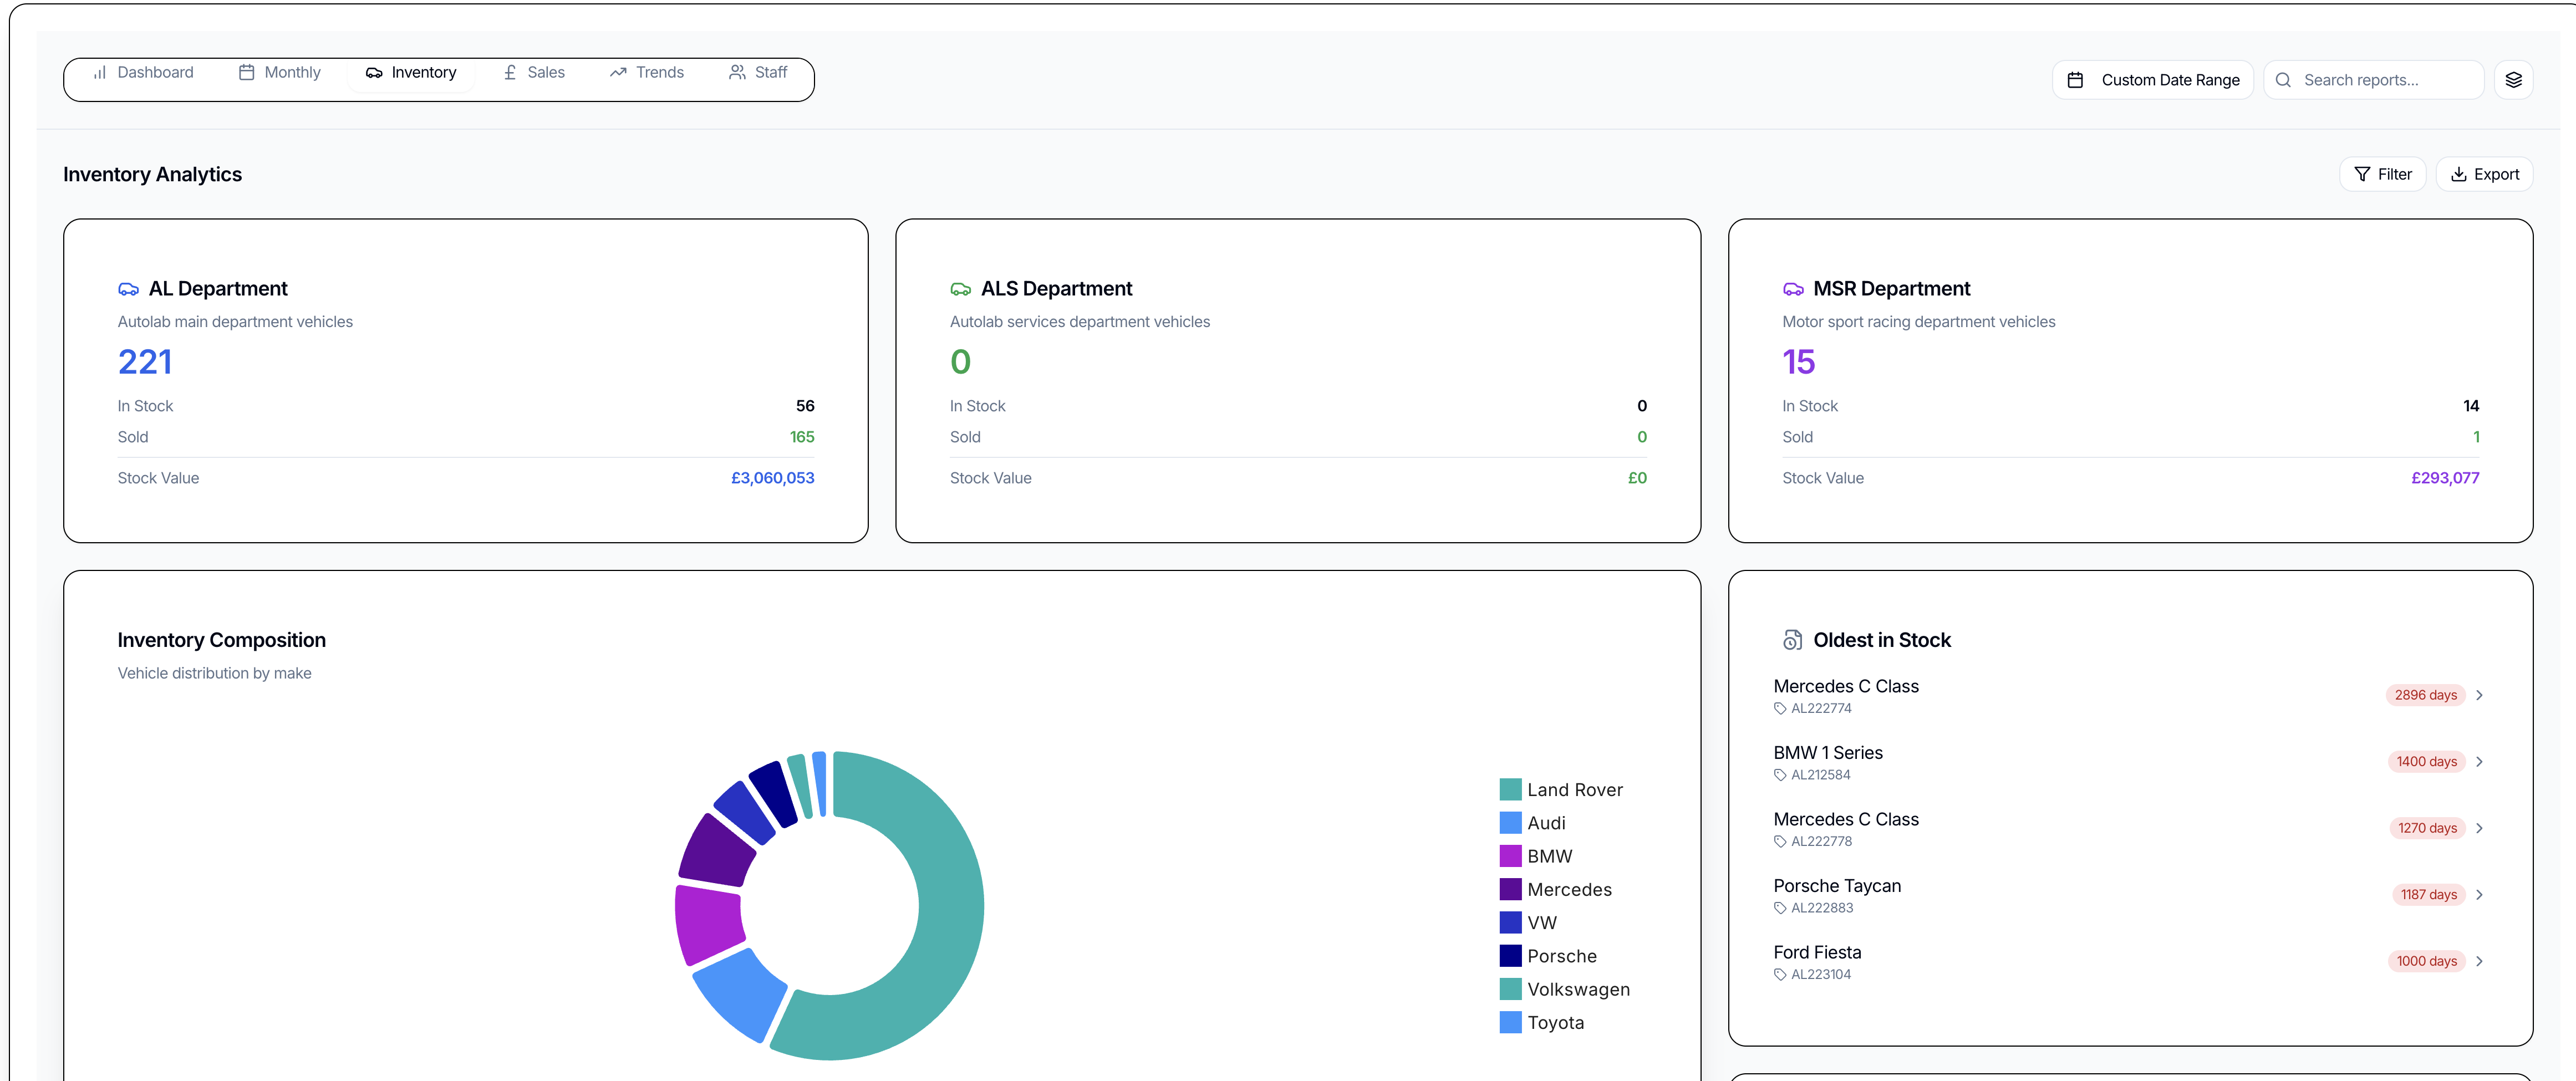 Dashboard
Monthly
Inventory
Sales
Trends
Staff
Custom Date Range
Search reports...
Inventory Analytics
Filter
Export
AL Department
Autolab main department vehicles
221
In Stock 56
Sold 165
Stock Value £3,060,053
ALS Department
Autolab services department vehicles
0
In Stock 0
Sold 0
Stock Value £0
MSR Department
Motor sport racing department vehicles
15
In Stock 14
Sold 1
Stock Value £293,077
Inventory Composition
Vehicle distribution by make
Land Rover
Audi
BMW
Mercedes
VW
Porsche
Volkswagen
Toyota
Oldest in Stock
Mercedes C Class
AL222774
2896 days
BMW 1 Series
AL212584
1400 days
Mercedes C Class
AL222778
1270 days
Porsche Taycan
AL222883
1187 days
Ford Fiesta
AL223104
1000 days